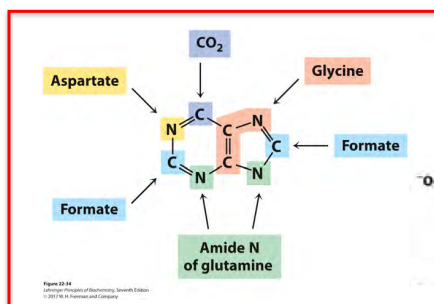 CO₂
Aspartate
Glycine
C
N
C
N
C
Formate
C
C
N
N
Formate
Amide N
of glutamine
Figure 22-34
Lehninger Principles of Biochemistry, Seventh Edition
© 2017 W. H. Freeman and Company
⁻O